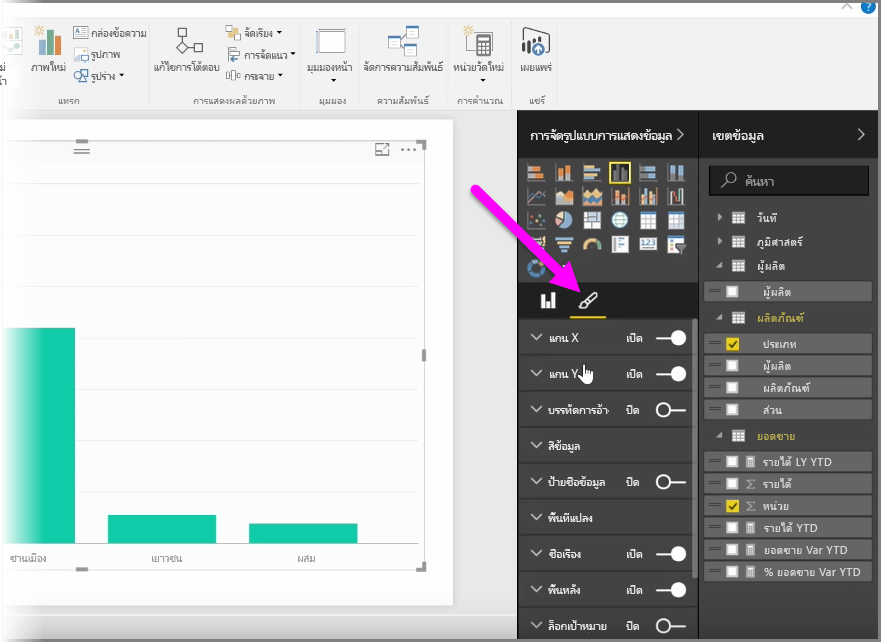 ?
กล่องข้อความ
จัดเรียง
รูปภาพ
การจัดแนว
ภาพใหม่
รูปร่าง
แก้ไขการโต้ตอบ
กระจาย
มุมมองหน้า
จัดการความสัมพันธ์
หน่วยวัดใหม่
เผยแพร่
แทรก
การแสดงผลด้วยภาพ
มุมมอง
ความสัมพันธ์
การคำนวณ
แชร์
การจัดรูปแบบการแสดงข้อมูล
เขตข้อมูล
ค้นหา
วันที่
ภูมิศาสตร์
ผู้ผลิต
ผู้ผลิต
ผลิตภัณฑ์
ประเภท
ผู้ผลิต
ผลิตภัณฑ์
ส่วน
ยอดขาย
รายได้ LY YTD
รายได้
หน่วย
รายได้ YTD
ยอดขาย Var YTD
% ยอดขาย Var YTD
123
แกน X เปิด
แกน Y เปิด
บรรทัดการอ้า ปิด
สีข้อมูล
ป้ายชื่อข้อมูล ปิด
พื้นที่แปลง
ชื่อเรื่อง เปิด
พื้นหลัง เปิด
ล็อกเป้าหมาย ปิด
ชานเมือง
เยาวชน
ผสม